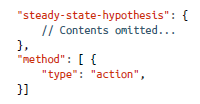 "steady-state-hypothesis": {
    // Contents omitted...
},
"method": [ {
    "type": "action",
}]